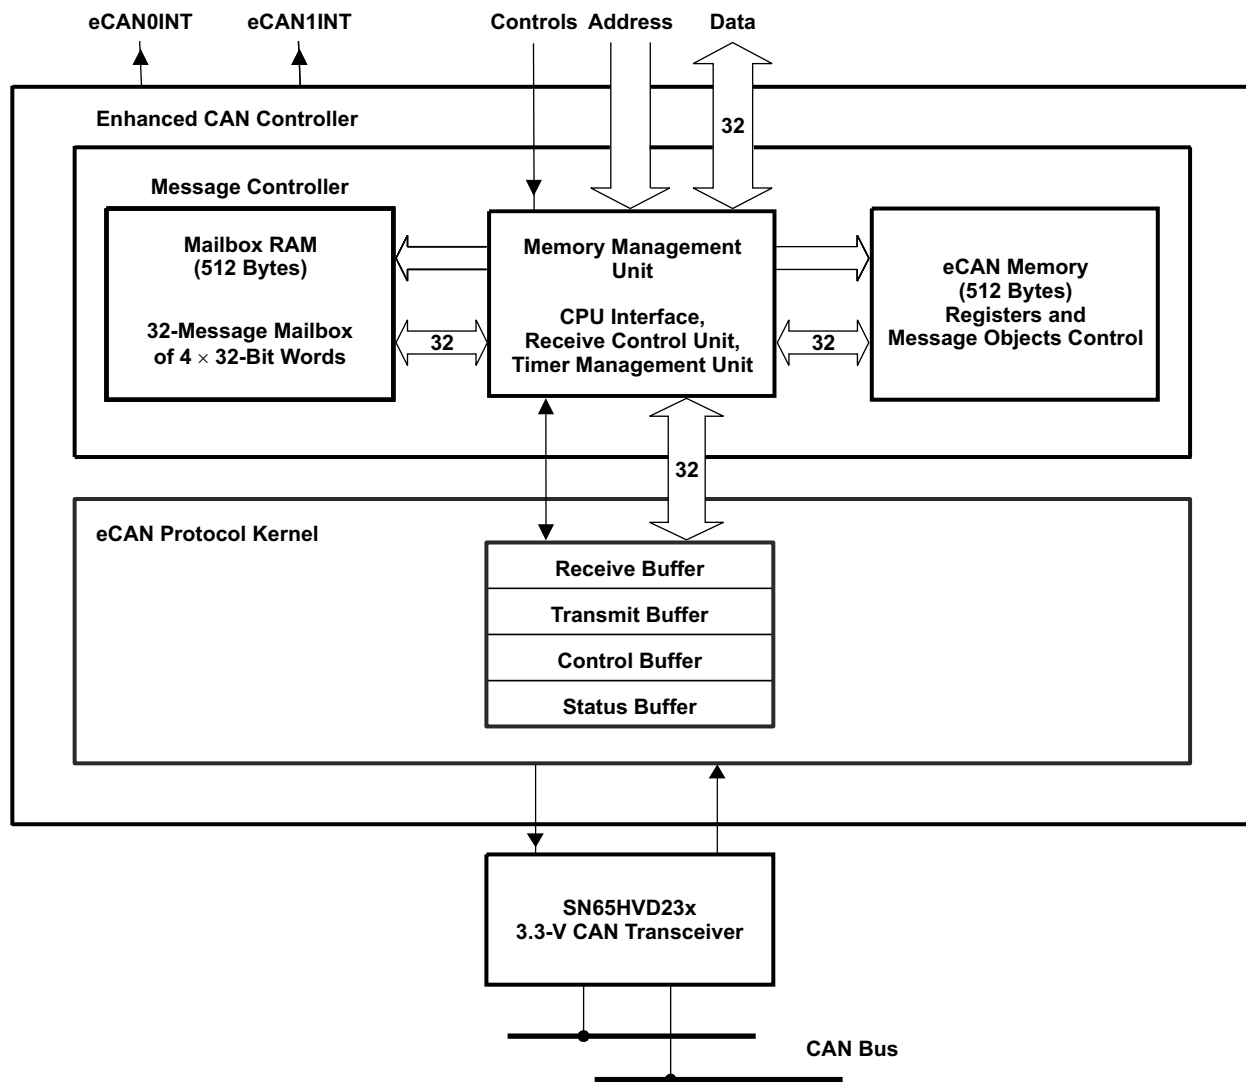 eCAN0INT eCAN1INT Controls Address Data
32
Enhanced CAN Controller
Message Controller
Mailbox RAM
(512 Bytes)
32-Message Mailbox
of 4 × 32-Bit Words
32
Memory Management
Unit
CPU Interface,
Receive Control Unit,
Timer Management Unit
32
eCAN Memory
(512 Bytes)
Registers and
Message Objects Control
32
eCAN Protocol Kernel
Receive Buffer
Transmit Buffer
Control Buffer
Status Buffer
SN65HVD23x
3.3-V CAN Transceiver
CAN Bus